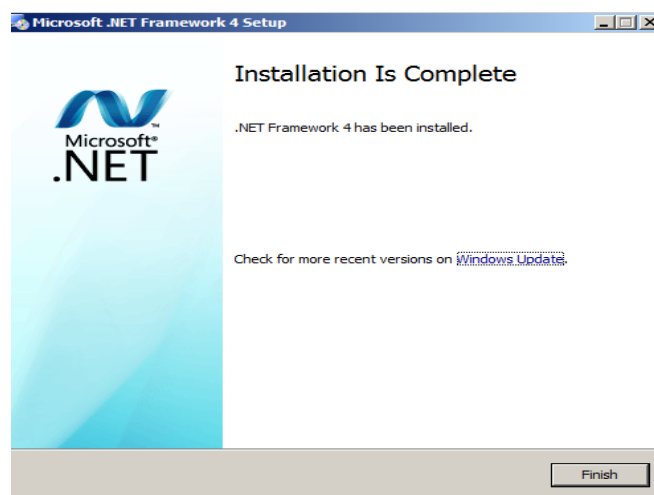 Microsoft .NET Framework 4 Setup
Installation Is Complete
.NET Framework 4 has been installed.
Microsoft®
.NET™
Check for more recent versions on Windows Update.
Finish